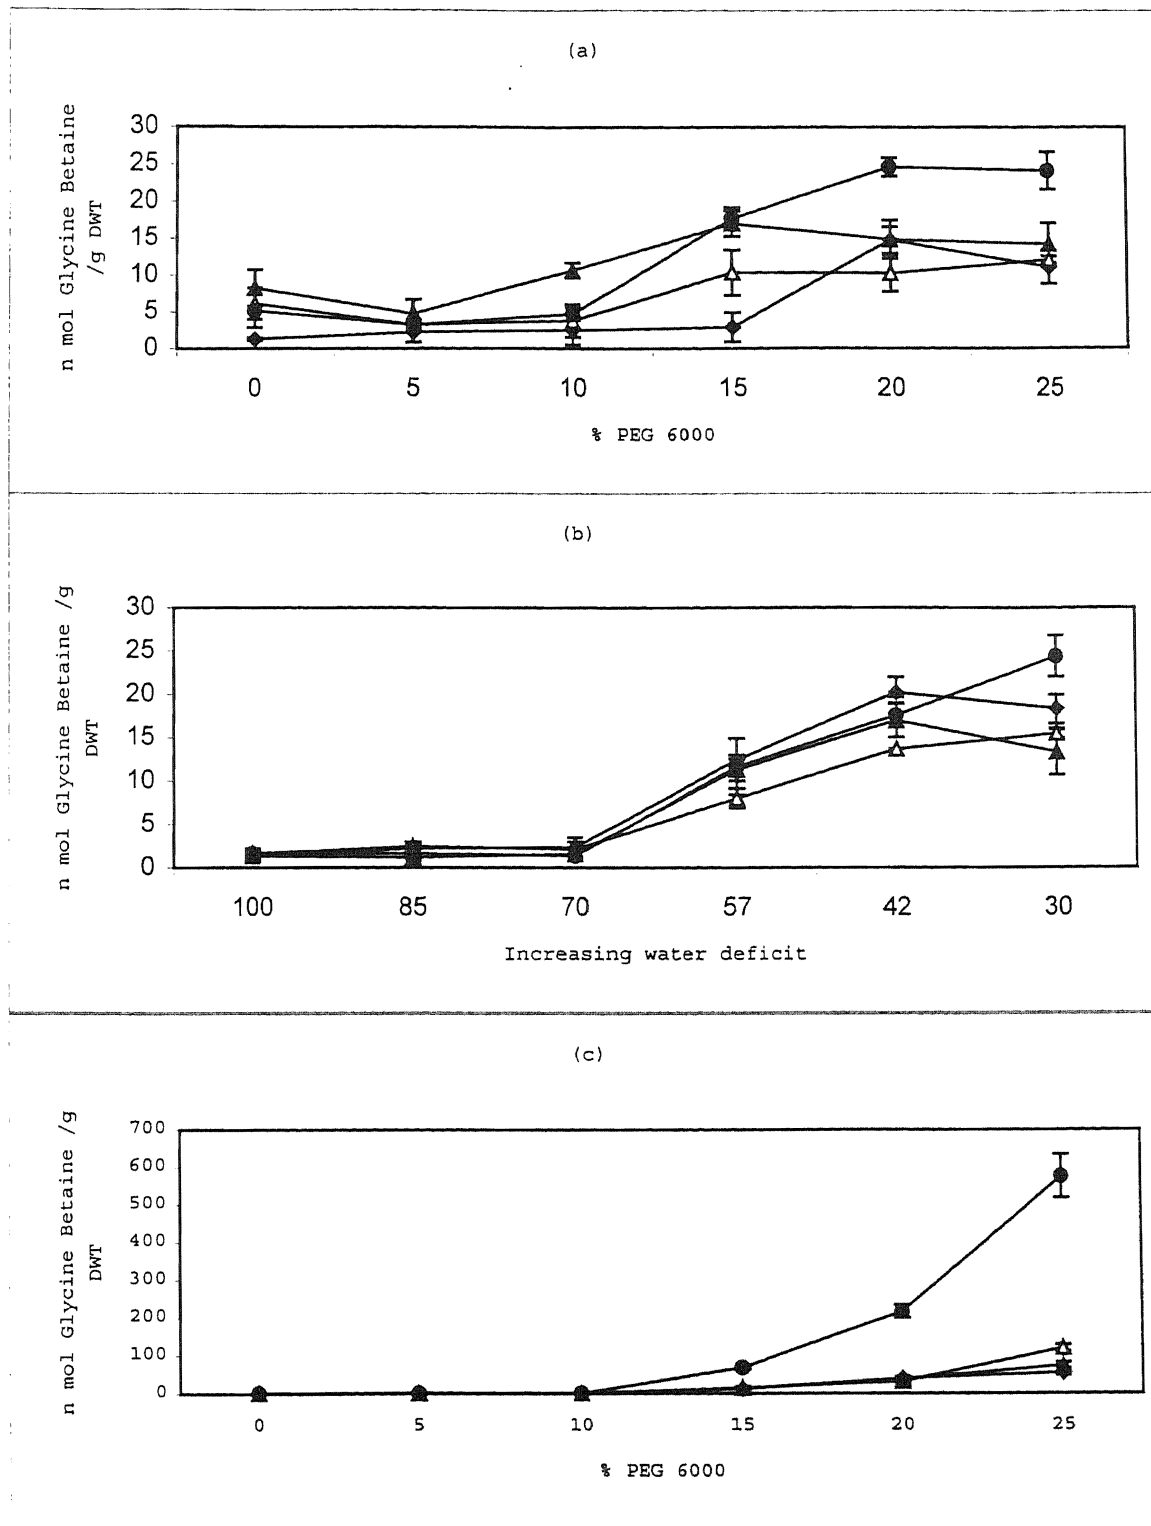 (a)
n mol Glycine Betaine
/g DWT
30
25
20
15
10
5
0
0 5 10 15 20 25
% PEG 6000
(b)
n mol Glycine Betaine /g
DWT
30
25
20
15
10
5
0
100 85 70 57 42 30
Increasing water deficit
(c)
n mol Glycine Betaine /g
DWT
700
600
500
400
300
200
100
0
0 5 10 15 20 25
% PEG 6000